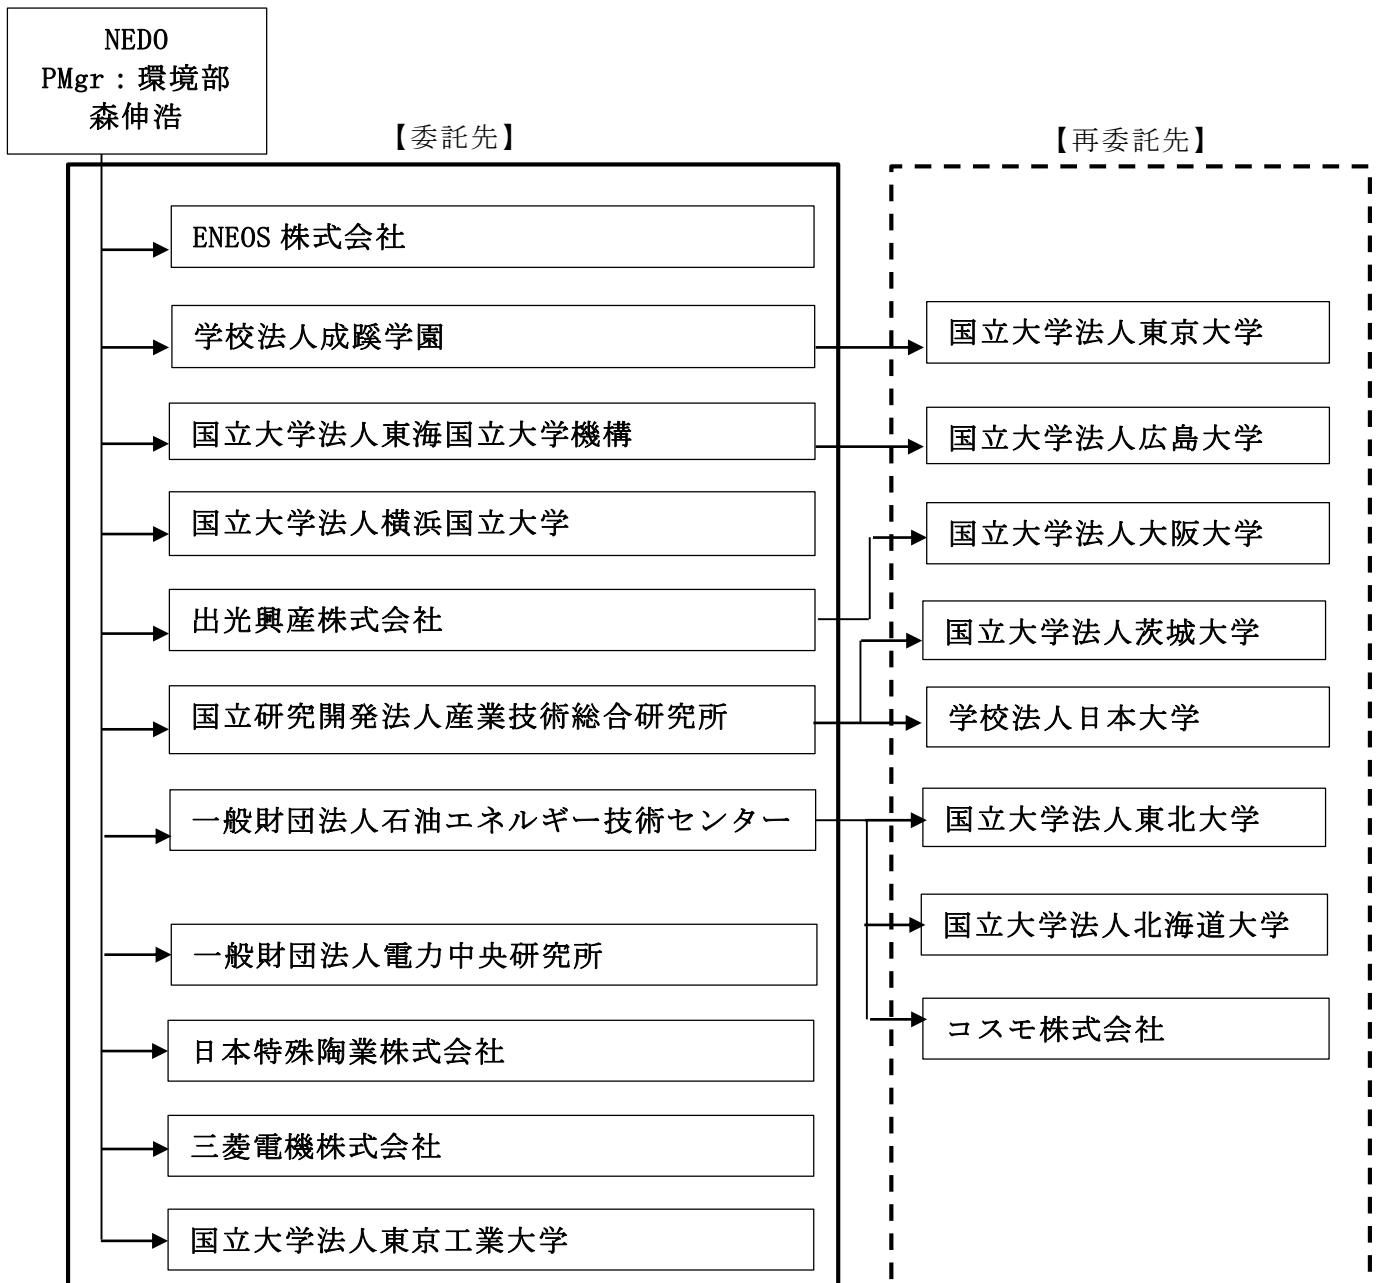 NEDO
PMgr：環境部
森伸浩
【委託先】
ENEOS 株式会社
学校法人成蹊学園
国立大学法人東海国立大学機構
国立大学法人横浜国立大学
出光興産株式会社
国立研究開発法人産業技術総合研究所
一般財団法人石油エネルギー技術センター
一般財団法人電力中央研究所
日本特殊陶業株式会社
三菱電機株式会社
国立大学法人東京工業大学
【再委託先】
国立大学法人東京大学
国立大学法人広島大学
国立大学法人大阪大学
国立大学法人茨城大学
学校法人日本大学
国立大学法人東北大学
国立大学法人北海道大学
コスモ株式会社